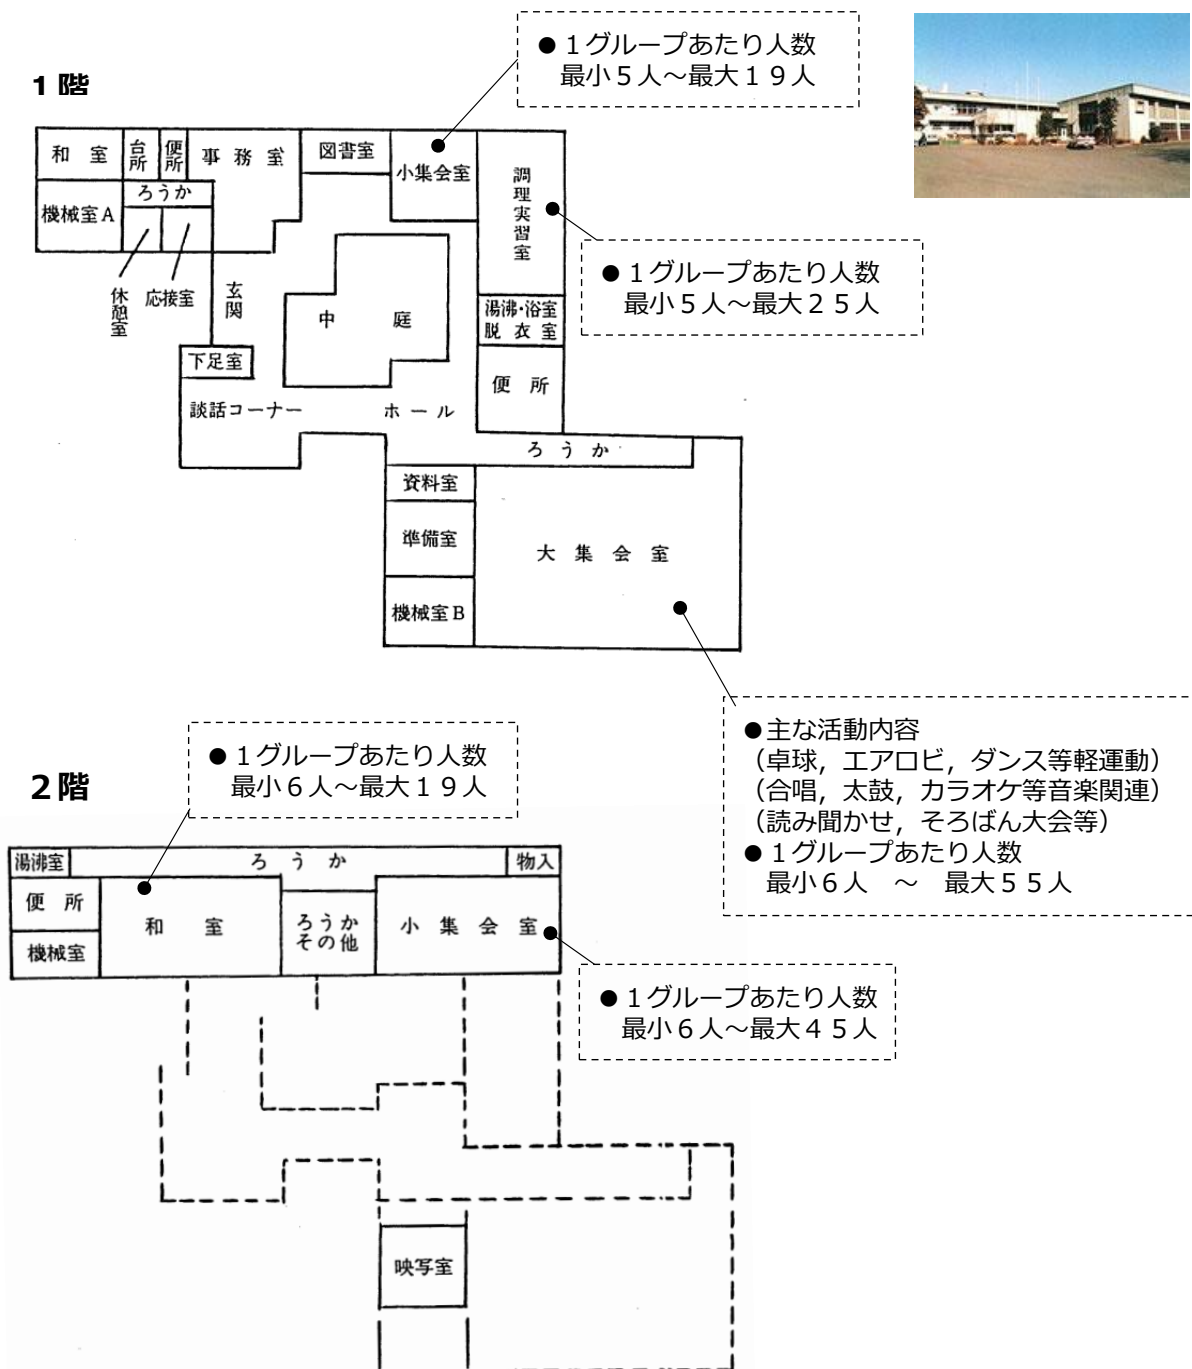 １階
●１グループあたり人数
最小５人～最大１９人
和室
台所
便所
事務室
図書室
小集会室
調理実習室
ろうか
機械室A
●１グループあたり人数
最小５人～最大２５人
休憩室
応接室
玄関
中庭
湯沸・浴室
脱衣室
下足室
便所
談話コーナー
ホール
ろうか
資料室
準備室
大集会室
機械室B
●主な活動内容
（卓球，エアロビ，ダンス等軽運動）
（合唱，太鼓，カラオケ等音楽関連）
（読み聞かせ，そろばん大会等）
●１グループあたり人数
最小６人　～　最大５５人
２階
●１グループあたり人数
最小６人～最大１９人
湯沸室
ろうか
物入
便所
和室
ろうか
その他
小集会室
機械室
●１グループあたり人数
最小６人～最大４５人
映写室